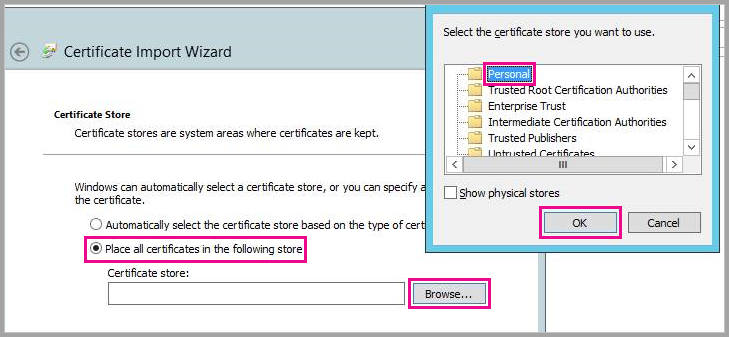 Certificate Import Wizard
Certificate Store
Certificate stores are system areas where certificates are kept.
Windows can automatically select a certificate store, or you can specify a
the certificate.
Automatically select the certificate store based on the type of cert
Place all certificates in the following store
Certificate store:
Browse...
Select the certificate store you want to use.
Personal
Trusted Root Certification Authorities
Enterprise Trust
Intermediate Certification Authorities
Trusted Publishers
Untrusted Certificates
Show physical stores
OK
Cancel